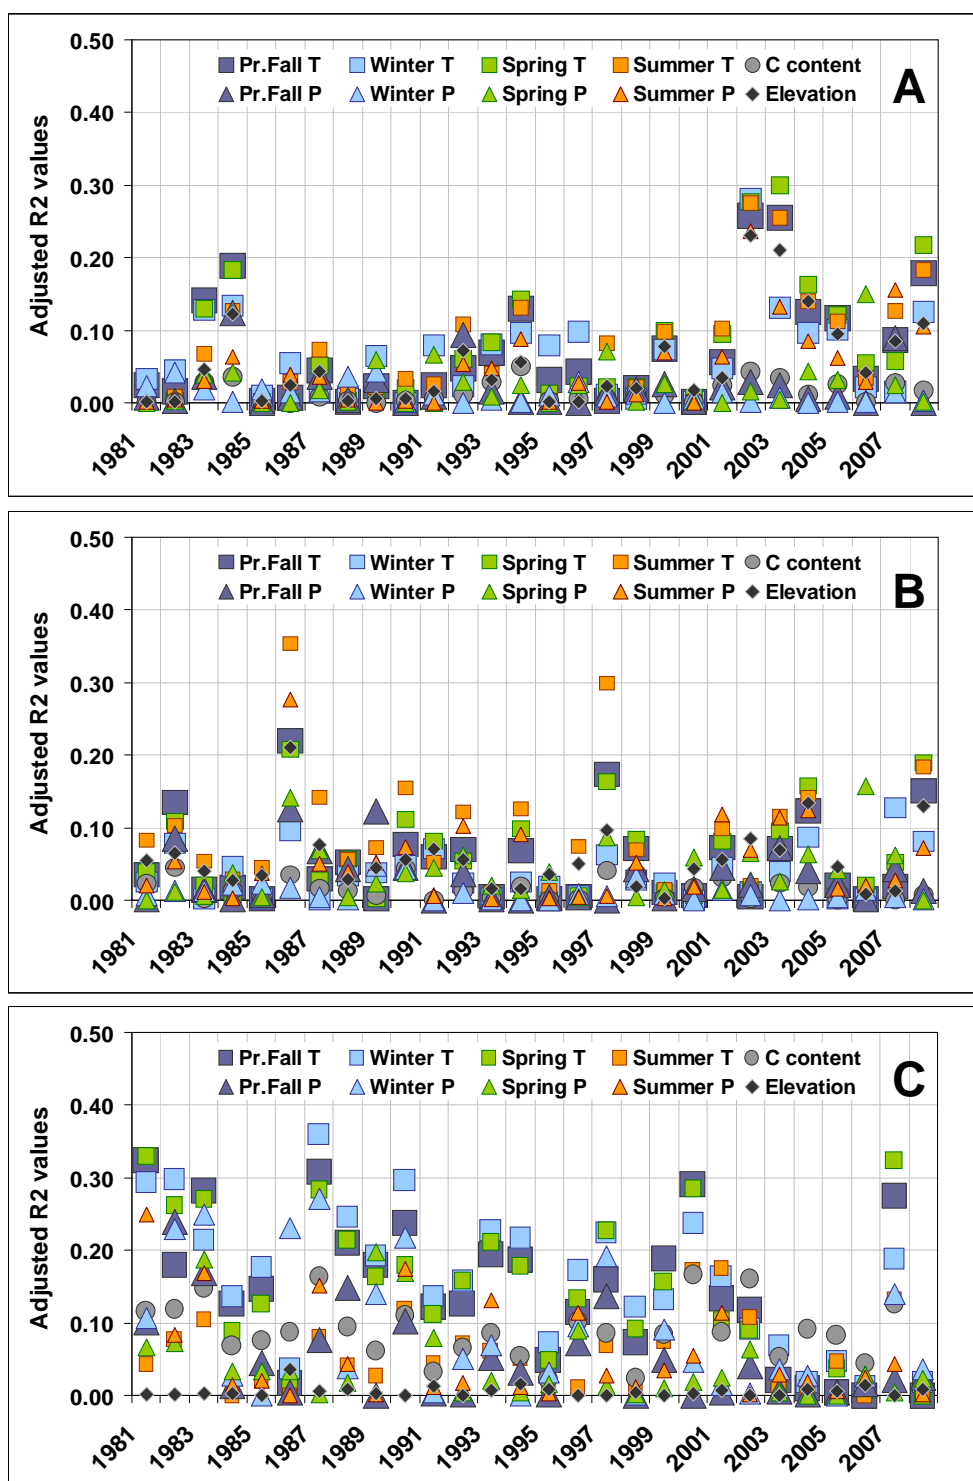 0.50
Pr.Fall T Winter T Spring T Summer T C content
Pr.Fall P Winter P Spring P Summer P Elevation
A
0.40
0.30
0.20
0.10
0.00
Adjusted R2 values
1981 1983 1985 1987 1989 1991 1993 1995 1997 1999 2001 2003 2005 2007
0.50
Pr.Fall T Winter T Spring T Summer T C content
Pr.Fall P Winter P Spring P Summer P Elevation
B
0.40
0.30
0.20
0.10
0.00
Adjusted R2 values
1981 1983 1985 1987 1989 1991 1993 1995 1997 1999 2001 2003 2005 2007
0.50
Pr.Fall T Winter T Spring T Summer T C content
Pr.Fall P Winter P Spring P Summer P Elevation
C
0.40
0.30
0.20
0.10
0.00
Adjusted R2 values
1981 1983 1985 1987 1989 1991 1993 1995 1997 1999 2001 2003 2005 2007